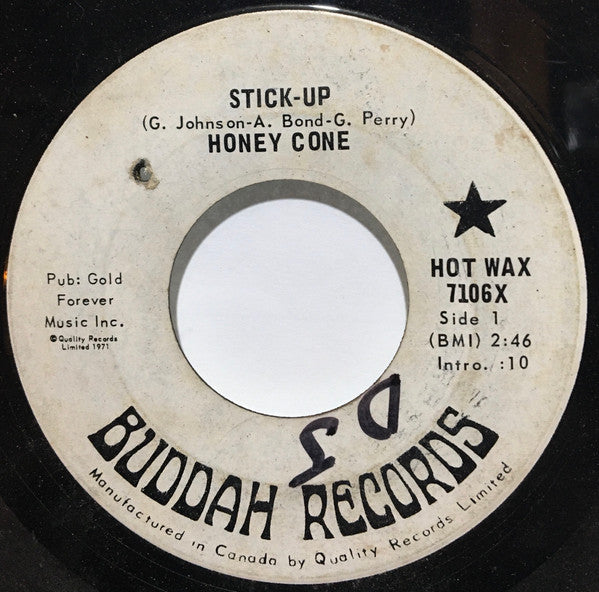 STICK-UP
(G. Johnson-A. Bond-G. Perry)
HONEY CONE
HOT WAX
7106X
Side 1
(BMI) 2:46
Intro. :10
Pub: Gold
Forever
Music Inc.
©Quality Records
Limited 1971
DJ
BUDDAH RECORDS
Manufactured in Canada by Quality Records Limited